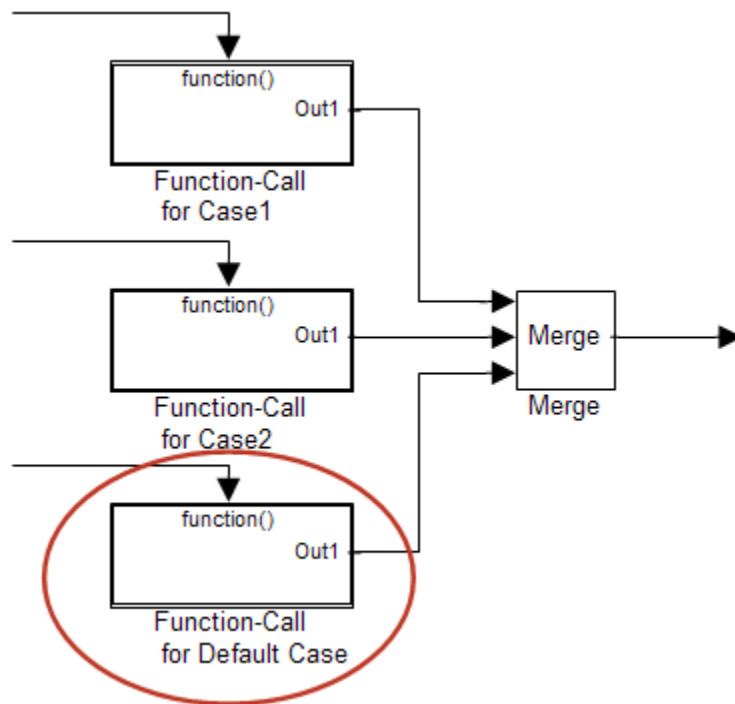 function()
Out1
Function-Call
for Case1
function()
Out1
Function-Call
for Case2
Merge
Merge
function()
Out1
Function-Call
for Default Case